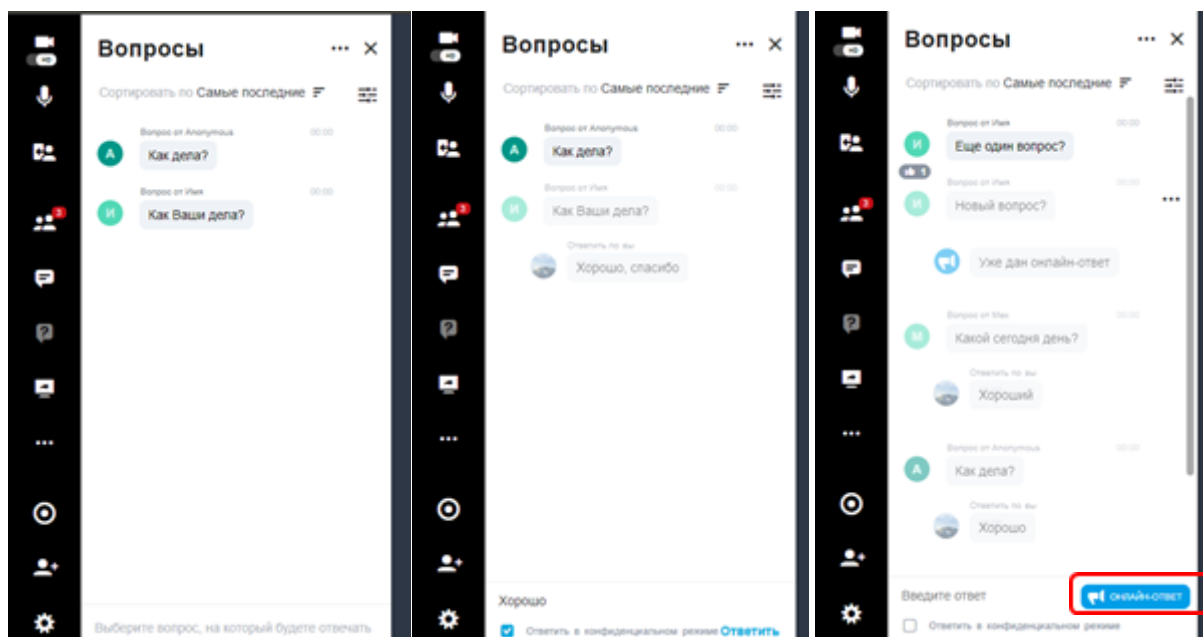 Вопросы
Сортировать по Самые последние
Вопрос от Anonymous 00:00
A Как дела?
Вопрос от Имя 00:00
И Как Ваши дела?
3
Выберите вопрос, на который будете отвечать
Вопросы
Сортировать по Самые последние
Вопрос от Anonymous 00:00
A Как дела?
Вопрос от Имя 00:00
И Как Ваши дела?
Ответить по вы
Хорошо, спасибо
3
Хорошо
Ответить в конфиденциальном режиме Ответить
Вопросы
Сортировать по Самые последние
Вопрос от Имя 00:00
И Еще один вопрос?
1
Вопрос от Имя 00:00
И Новый вопрос?
3
Уже дан онлайн-ответ
Вопрос от Мах 00:00
M Какой сегодня день?
Ответить по вы
Хороший
Вопрос от Anonymous 00:00
A Как дела?
Ответить по вы
Хорошо
Введите ответ
ОНЛАЙН-ОТВЕТ
Ответить в конфиденциальном режиме